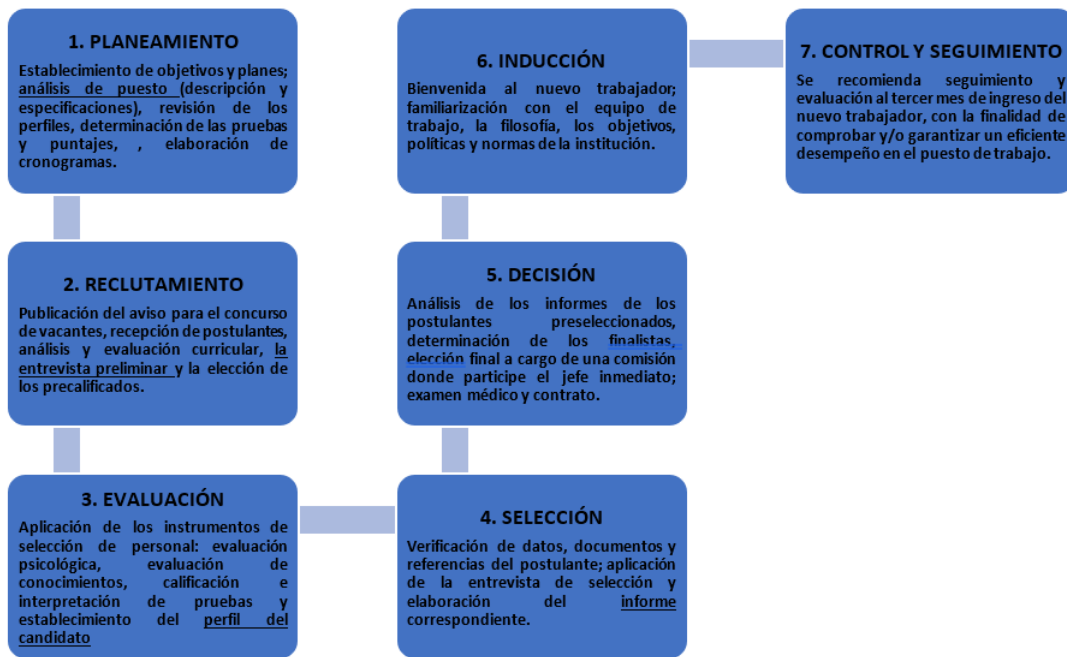 1. PLANEAMIENTO
Establecimiento de objetivos y planes;
análisis de puesto (descripción y
especificaciones), revisión de los
perfiles, determinación de las pruebas
y puntajes, , elaboración de
cronogramas.
2. RECLUTAMIENTO
Publicación del aviso para el concurso
de vacantes, recepción de postulantes,
análisis y evaluación curricular, la
entrevista preliminar y la elección de
los precalificados.
3. EVALUACIÓN
Aplicación de los instrumentos de
selección de personal: evaluación
psicológica, evaluación de
conocimientos, calificación e
interpretación de pruebas y
establecimiento del perfil del
candidato
4. SELECCIÓN
Verificación de datos, documentos y
referencias del postulante; aplicación
de la entrevista de selección y
elaboración del informe
correspondiente.
5. DECISIÓN
Análisis de los informes de los
postulantes preseleccionados,
determinación de los finalistas,
elección final a cargo de una comisión
donde participe el jefe inmediato;
examen médico y contrato.
6. INDUCCIÓN
Bienvenida al nuevo trabajador;
familiarización con el equipo de
trabajo, la filosofía, los objetivos,
políticas y normas de la institución.
7. CONTROL Y SEGUIMIENTO
Se recomienda seguimiento y
evaluación al tercer mes de ingreso del
nuevo trabajador, con la finalidad de
comprobar y/o garantizar un eficiente
desempeño en el puesto de trabajo.